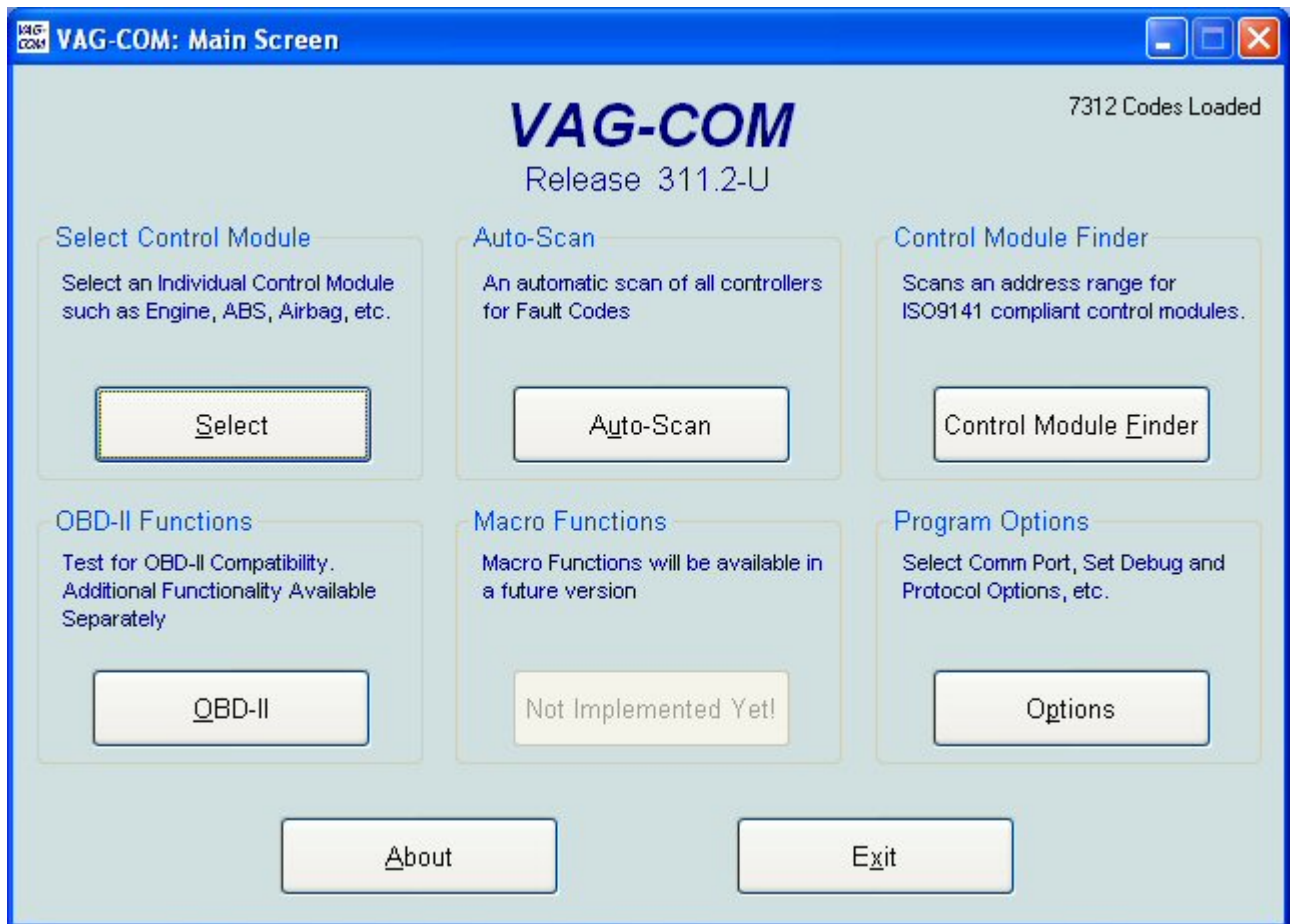 VAG-COM
VAG-COM: Main Screen
VAG-COM
7312 Codes Loaded
Release 311.2-U
Select Control Module
Select an Individual Control Module
such as Engine, ABS, Airbag, etc.
Select
Auto-Scan
An automatic scan of all controllers
for Fault Codes
Auto-Scan
Control Module Finder
Scans an address range for
ISO9141 compliant control modules.
Control Module Finder
OBD-II Functions
Test for OBD-II Compatibility.
Additional Functionality Available
Separately
OBD-II
Macro Functions
Macro Functions will be available in
a future version
Not Implemented Yet!
Program Options
Select Comm Port, Set Debug and
Protocol Options, etc.
Options
About
Exit